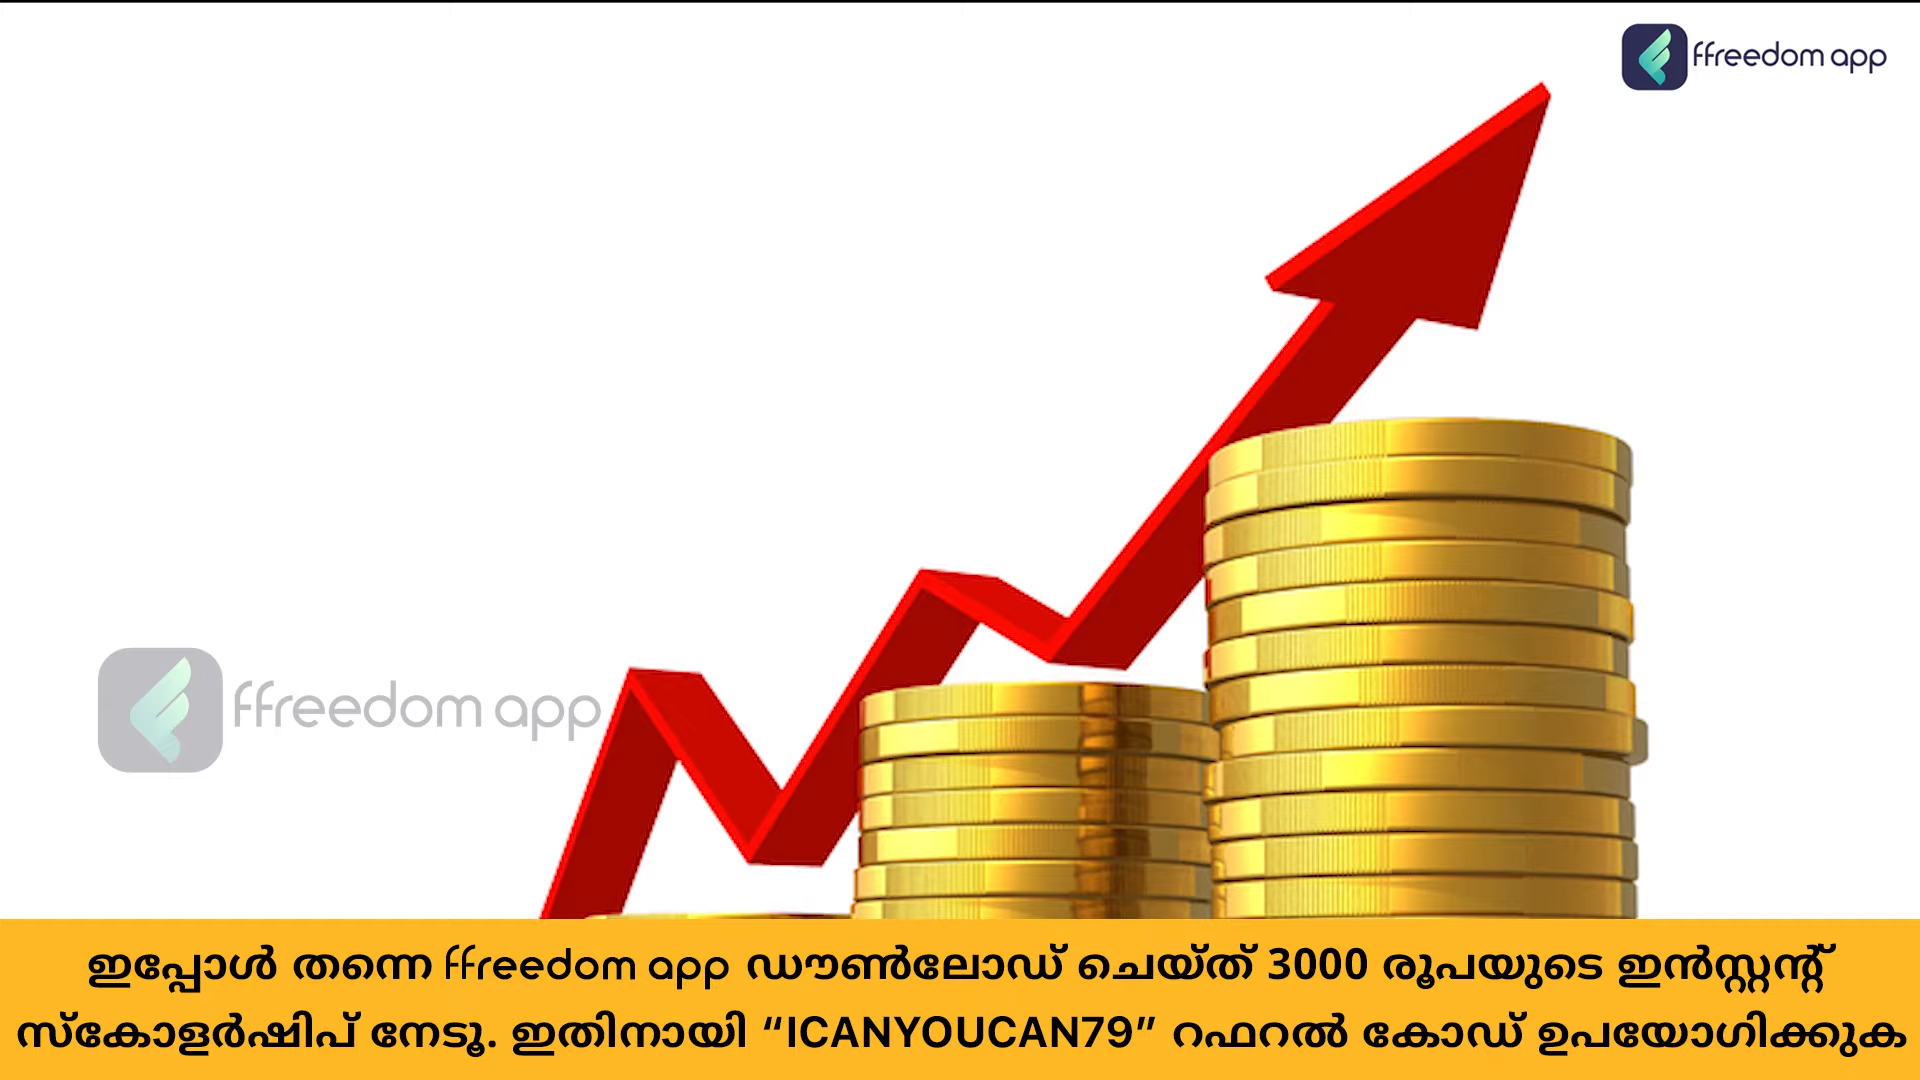 ffreedom app
ffreedom app
ഇപ്പോൾ തന്നെ ffreedom app ഡൗൺലോഡ് ചെയ്ത് 3000 രൂപയുടെ ഇൻസ്റ്റന്റ്
സ്കോളർഷിപ് നേടൂ. ഇതിനായി “ICANYOUCAN79” റഫറൽ കോഡ് ഉപയോഗിക്കുക